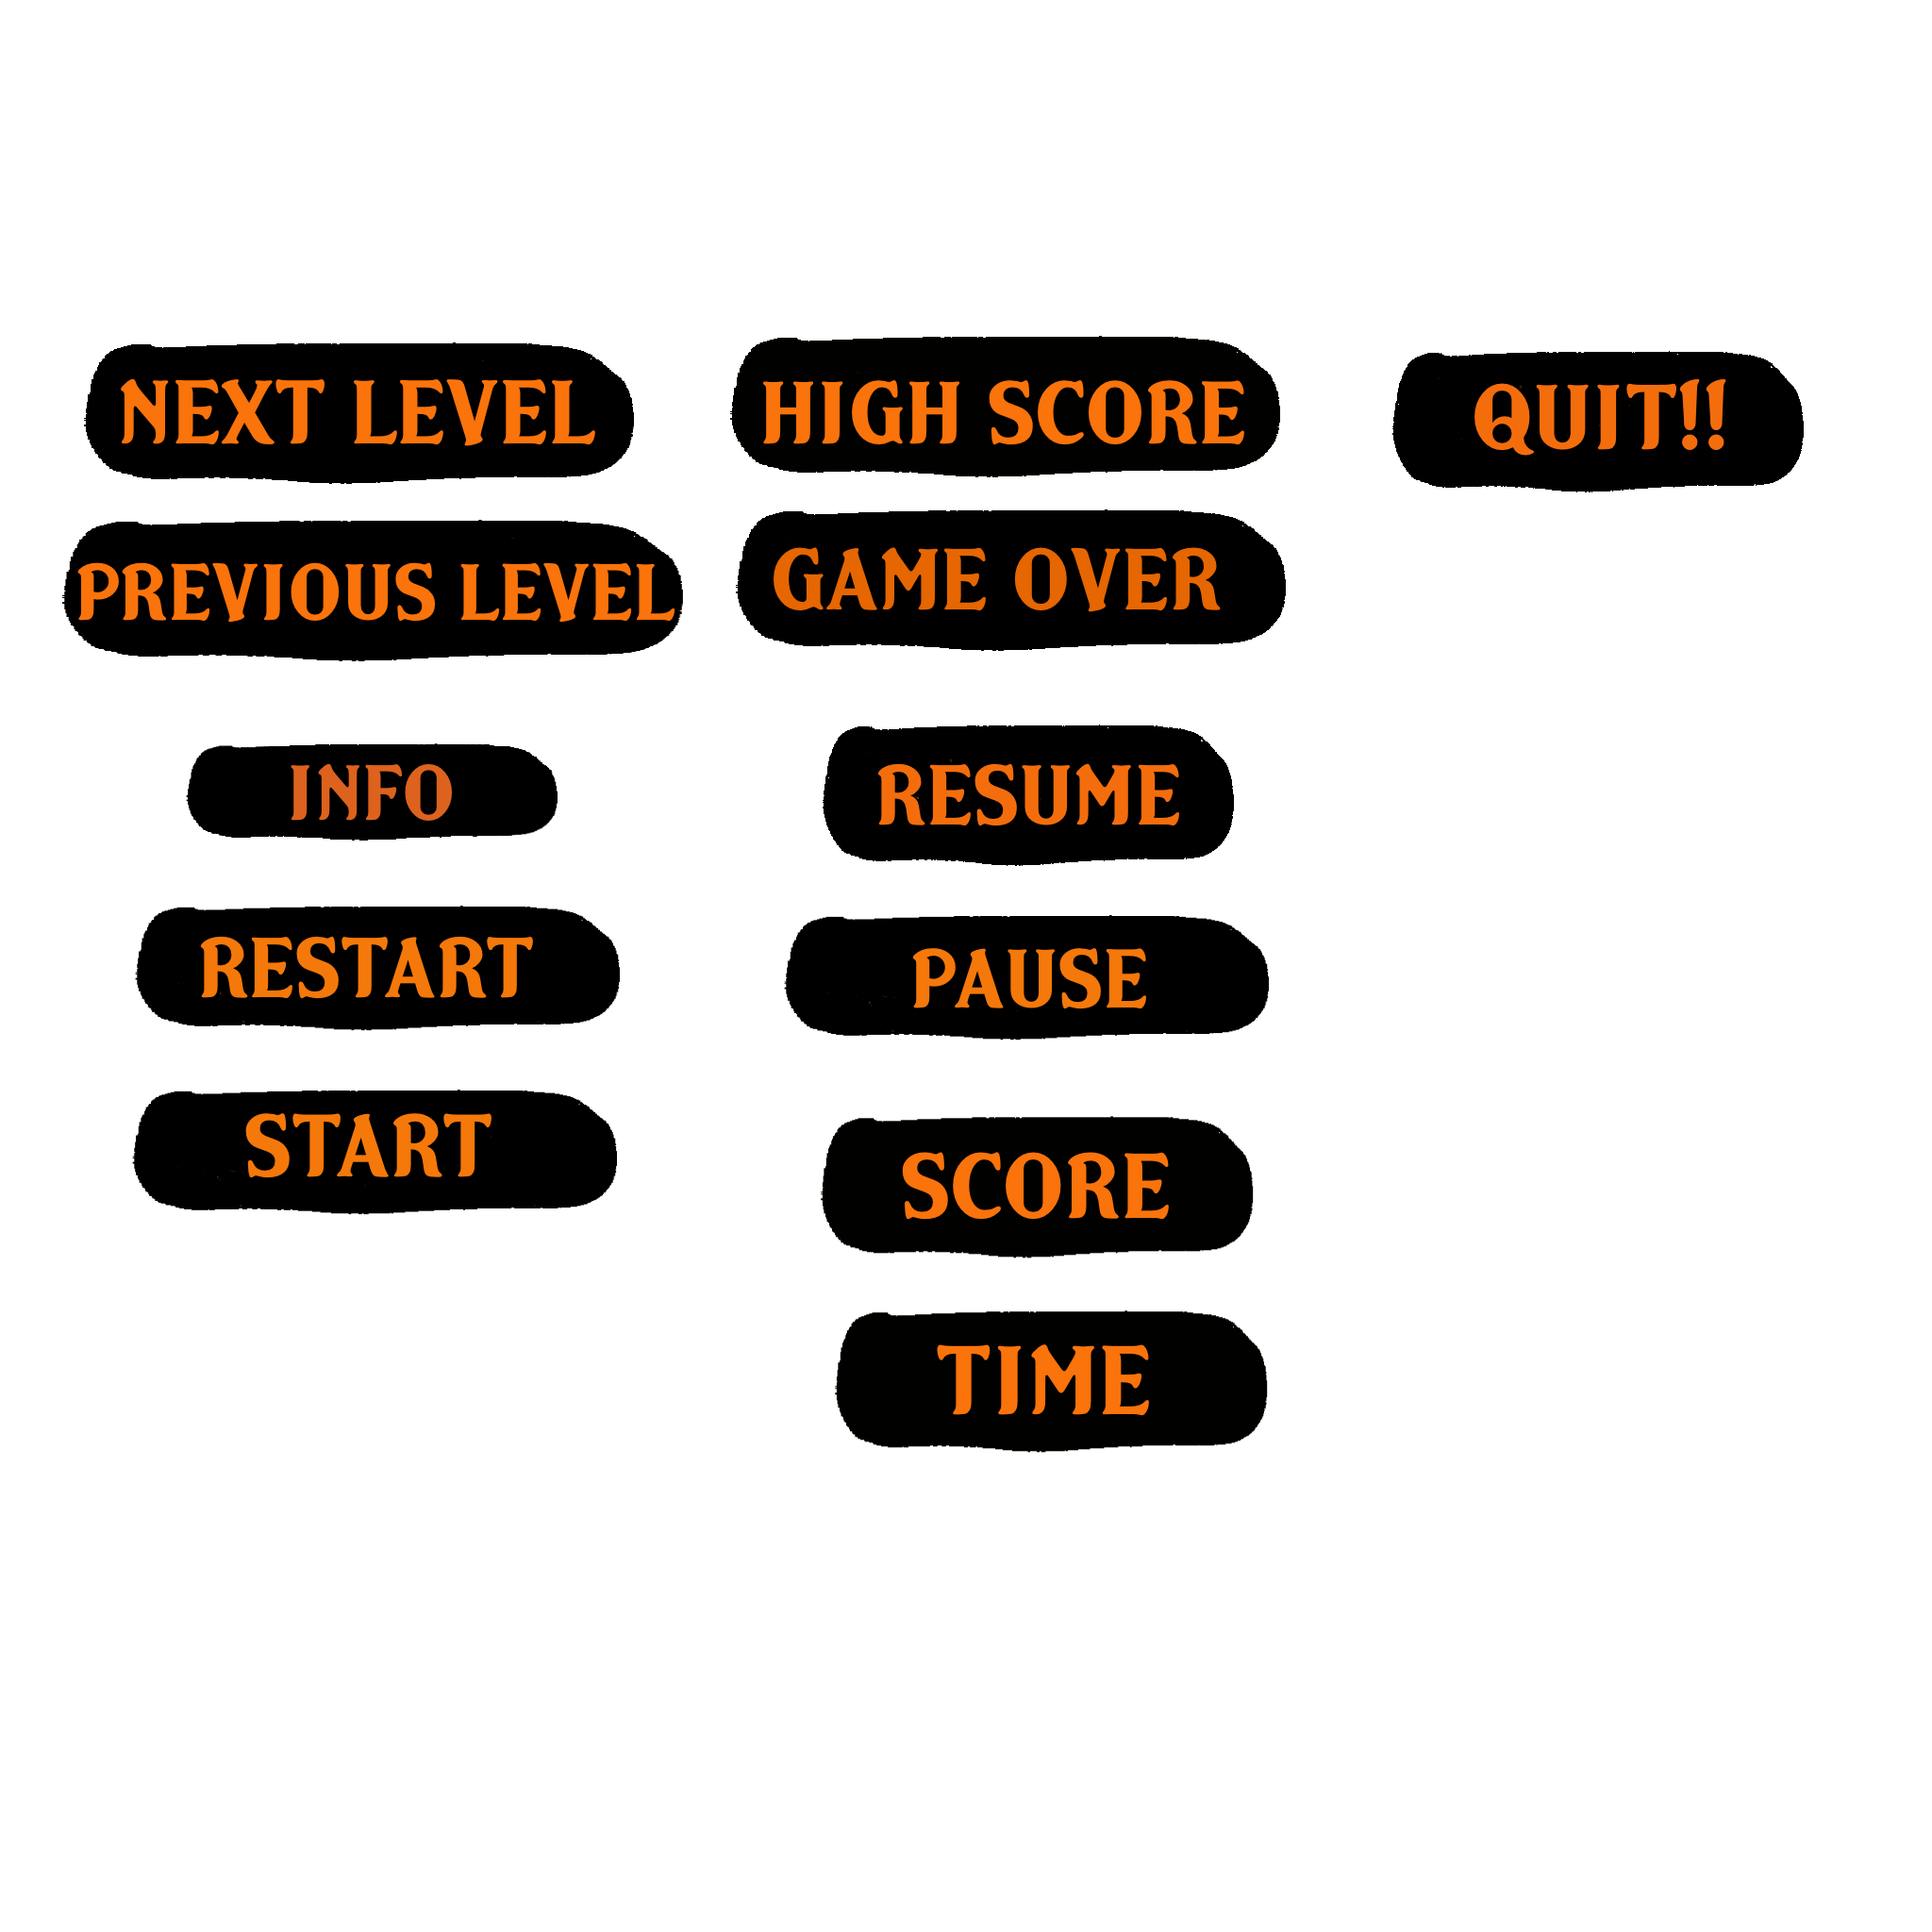 NEXT LEVEL
HIGH SCORE
QUIT!!
PREVIOUS LEVEL
GAME OVER
INFO
RESUME
RESTART
PAUSE
START
SCORE
TIME